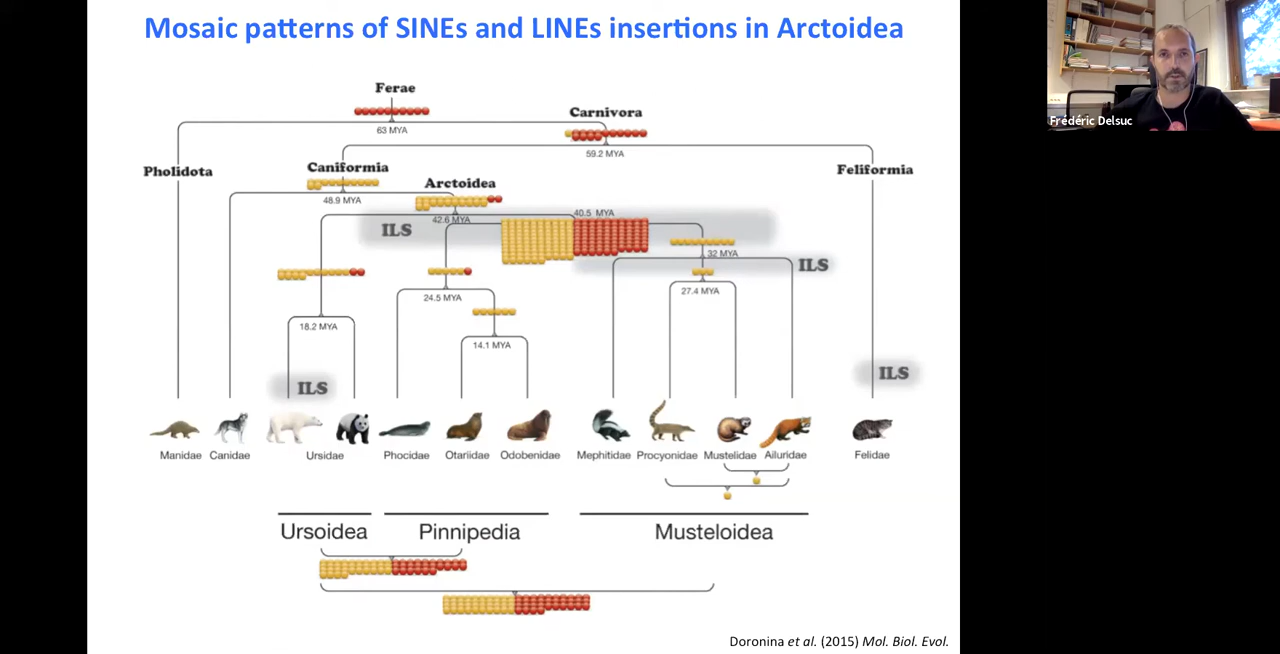 Mosaic patterns of SINEs and LINEs insertions in Arctoidea
Frédéric Delsuc
Ferae
63 MYA
Carnivora
59.2 MYA
Pholidota
Caniformia
48.9 MYA
Arctoidea
42.6 MYA
Feliformia
40.5 MYA
ILS
32 MYA
ILS
24.5 MYA
27.4 MYA
18.2 MYA
14.1 MYA
ILS
ILS
Manidae Canidae Ursidae Phocidae Otariidae Odobenidae Mephitidae Procyonidae Mustelidae Ailuridae Felidae
Ursoidea Pinnipedia Musteloidea
Doronina et al. (2015) Mol. Biol. Evol.